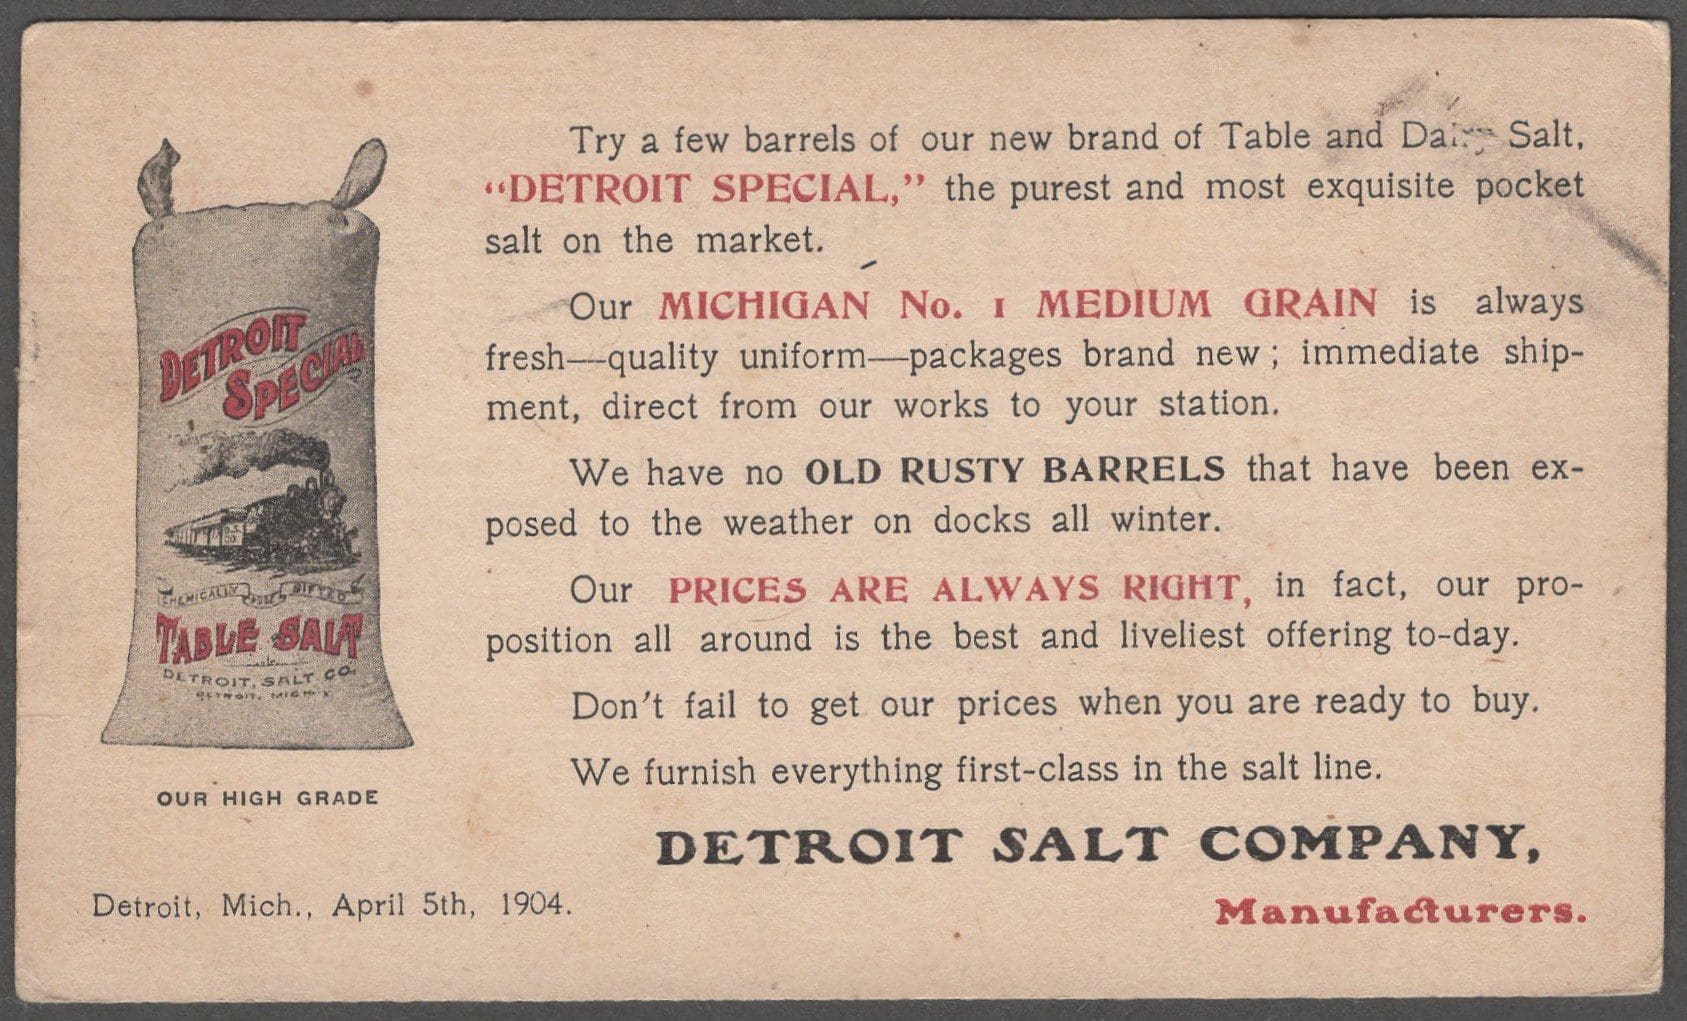 DETROIT
SPECIAL
CHEMICALLY PURE SIFTED
TABLE SALT
DETROIT, SALT CO.
DETROIT, MICH.
OUR HIGH GRADE
Detroit, Mich., April 5th, 1904.
Try a few barrels of our new brand of Table and Dairy Salt,
“DETROIT SPECIAL,” the purest and most exquisite pocket
salt on the market.
Our MICHIGAN No. 1 MEDIUM GRAIN is always
fresh—quality uniform—packages brand new; immediate ship-
ment, direct from our works to your station.
We have no OLD RUSTY BARRELS that have been ex-
posed to the weather on docks all winter.
Our PRICES ARE ALWAYS RIGHT, in fact, our pro-
position all around is the best and liveliest offering to-day.
Don't fail to get our prices when you are ready to buy.
We furnish everything first-class in the salt line.
DETROIT SALT COMPANY,
Manufacturers.